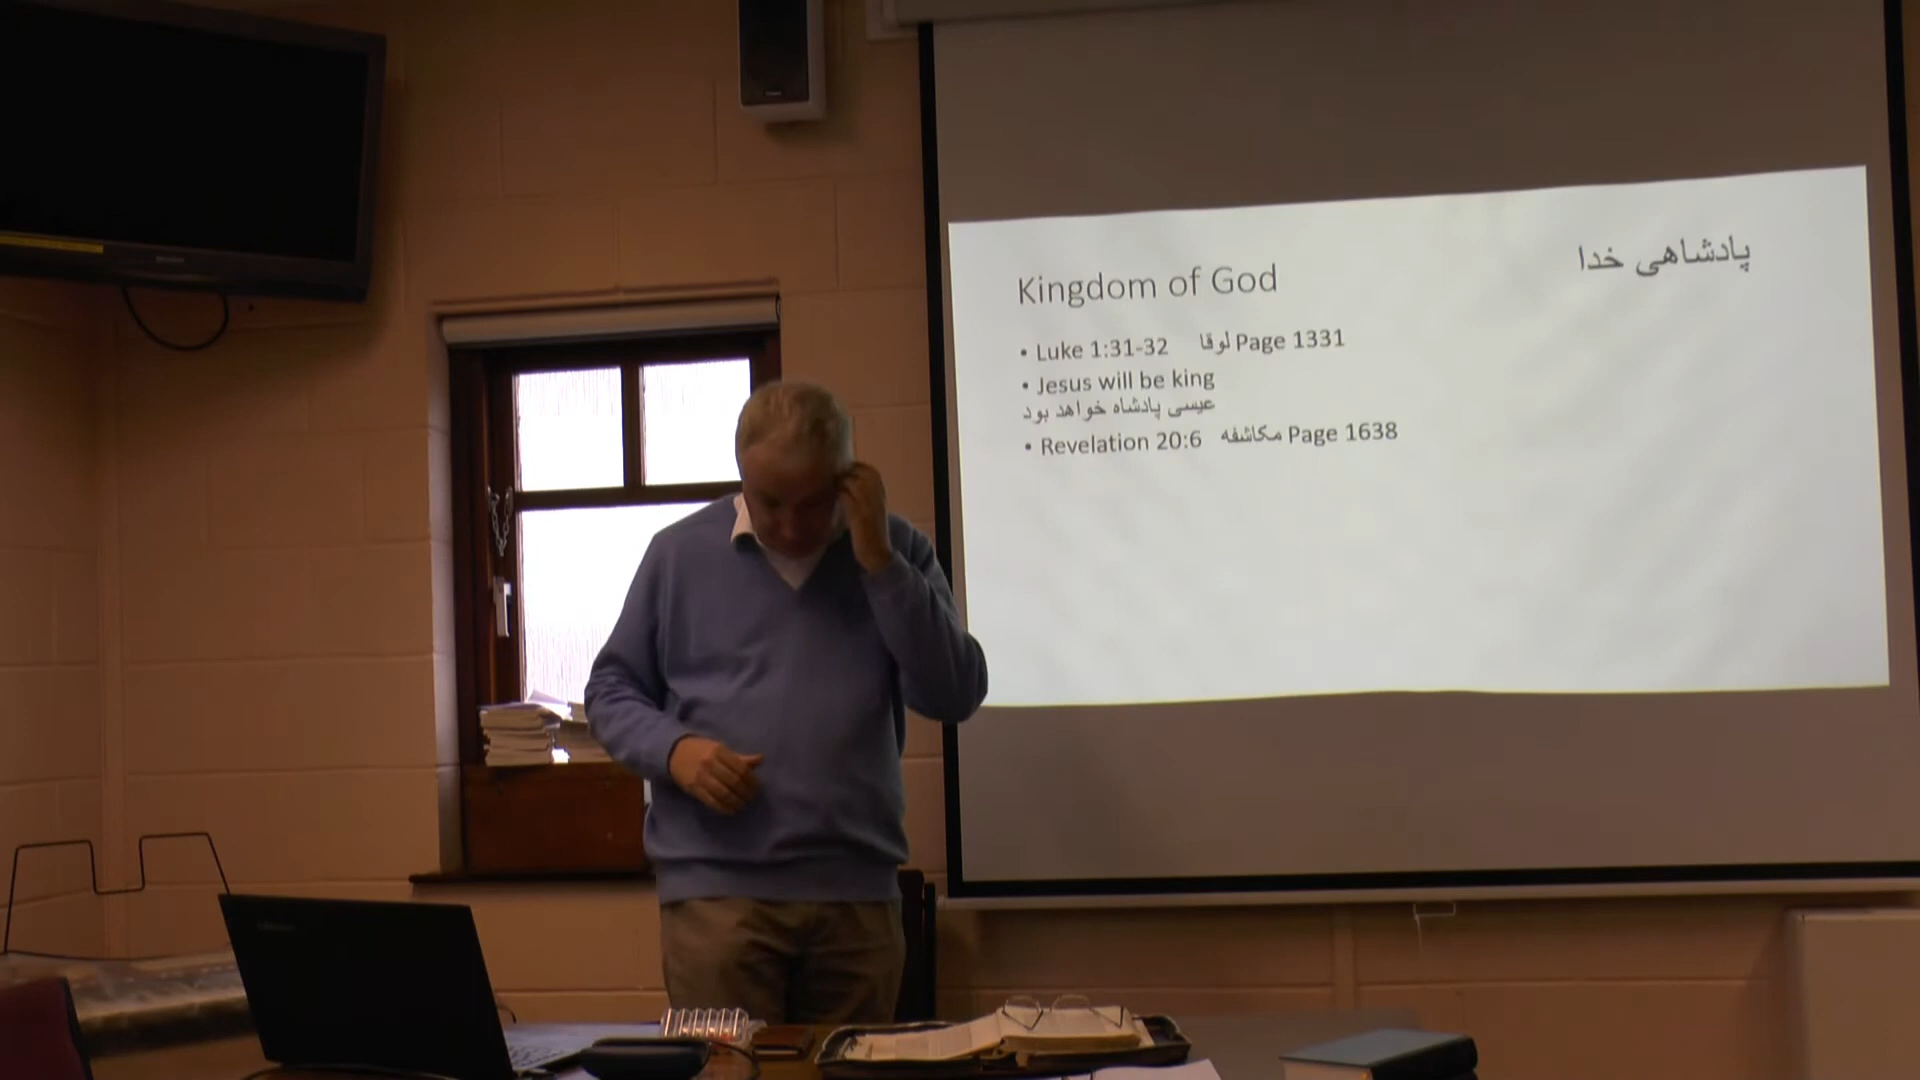 Kingdom of God
پادشاهی خدا
• Luke 1:31-32 لوقا Page 1331
• Jesus will be king
عیسی پادشاه خواهد بود
• Revelation 20:6 مکاشفه Page 1638